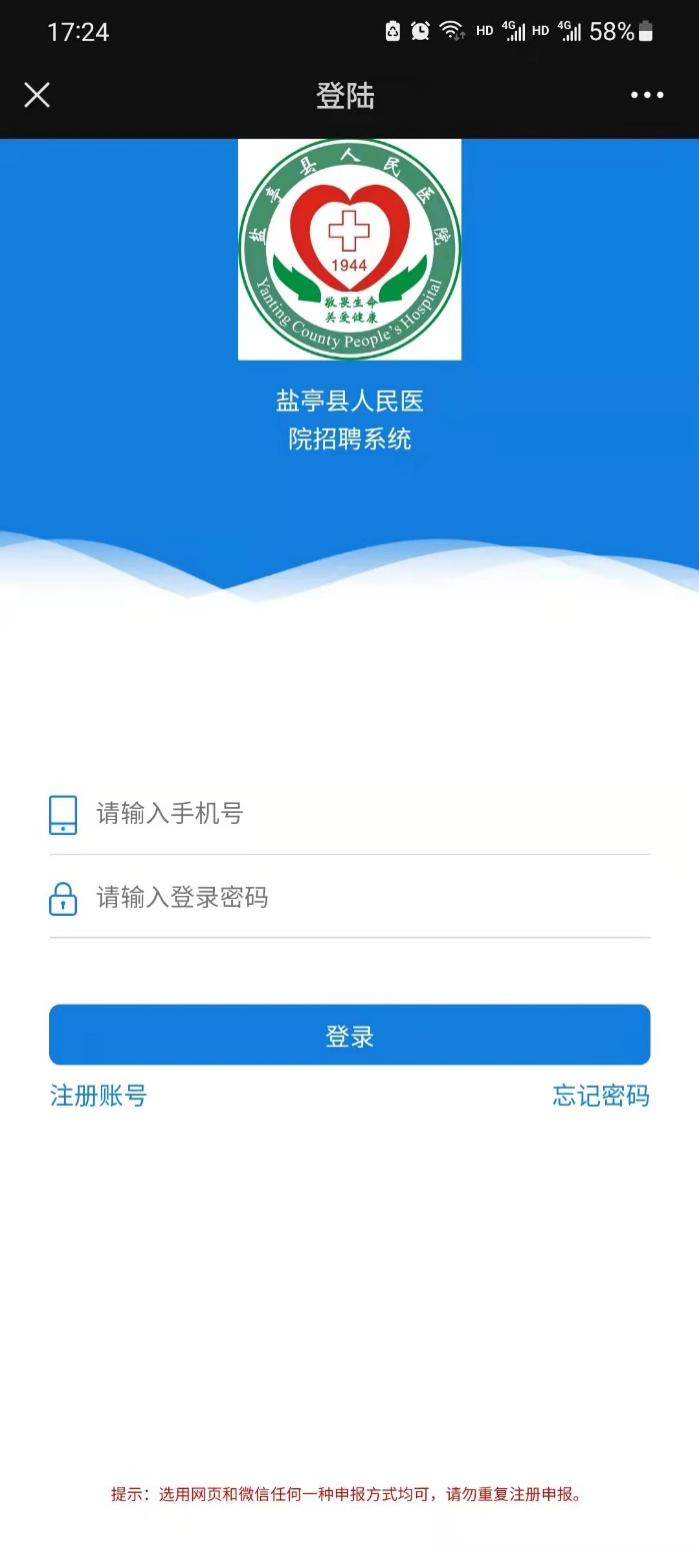 17:24
HD 4G HD 4G 58%
登陆
盐亭县人民医院
1944
敬畏生命
关爱健康
Yanting County People's Hospital
盐亭县人民医
院招聘系统
请输入手机号
请输入登录密码
登录
注册账号 忘记密码
提示：选用网页和微信任何一种申报方式均可，请勿重复注册申报。